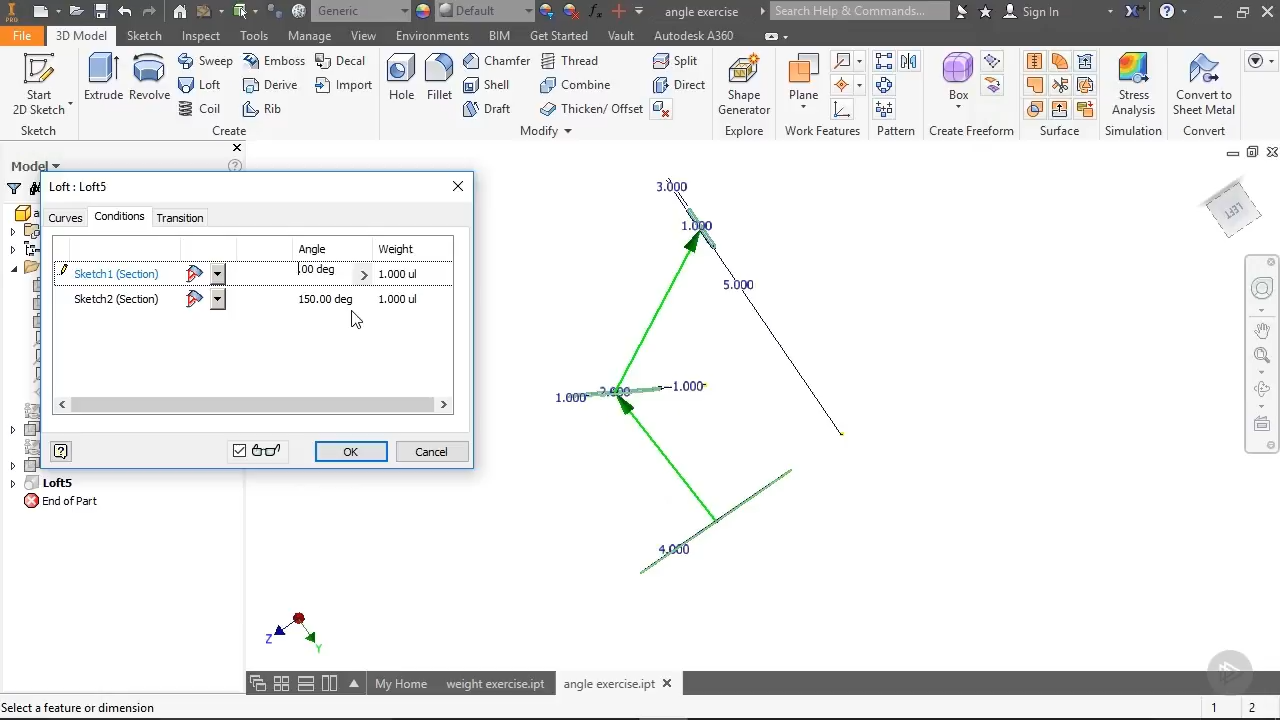 PRO
Generic
Default
angle exercise
Search Help & Commands...
Sign In
File
3D Model
Sketch
Inspect
Tools
Manage
View
Environments
BIM
Get Started
Vault
Autodesk A360
Start
2D Sketch
Extrude
Revolve
Sweep
Loft
Coil
Emboss
Derive
Rib
Decal
Import
Hole
Fillet
Chamfer
Shell
Draft
Thread
Combine
Thicken/ Offset
Split
Direct
Shape
Generator
Plane
Box
Stress
Analysis
Convert to
Sheet Metal
Sketch
Create
Modify
Explore
Work Features
Pattern
Create Freeform
Surface
Simulation
Convert
Model
Loft : Loft5
Curves
Conditions
Transition
Angle
Weight
Sketch1 (Section)
00 deg
1.000 ul
Sketch2 (Section)
150.00 deg
1.000 ul
OK
Cancel
Loft5
End of Part
3.000
1.000
5.000
1.000
2.000
1.000
4.000
LEFT
Z
Y
My Home
weight exercise.ipt
angle exercise.ipt
Select a feature or dimension
1
2